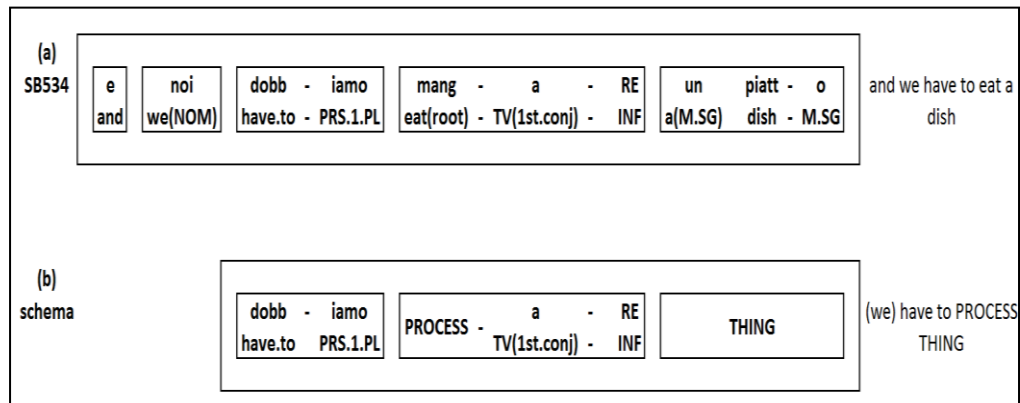 (a)
SB534
e noi dobb - iamo mang - a - RE un piatt - o
and we(NOM) have.to - PRS.1.PL eat(root) - TV(1st.conj) - INF a(M.SG) dish - M.SG
and we have to eat a
dish
(b)
schema
dobb - iamo PROCESS - a - RE THING
have.to PRS.1.PL TV(1st.conj) - INF
(we) have to PROCESS
THING